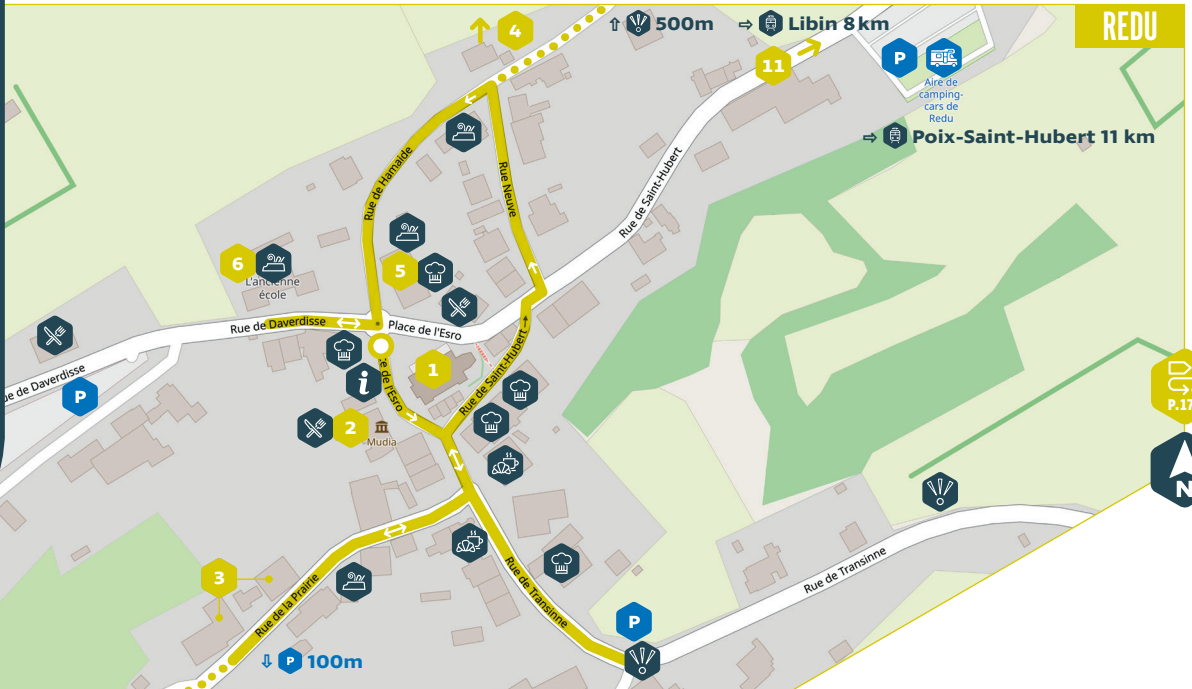 REDU
4
500m
Libin 8 km
11
P
Aire de
camping-
cars de
Redu
Poix-Saint-Hubert 11 km
Rue de Hamaide
Rue Neuve
Rue de Saint-Hubert
6
L'ancienne
école
5
Rue de Daverdisse
Place de l'Esro
ue de Daverdisse
P
1
i
e de l'Esro
Rue de Saint-Hubert
2
Mudia
P.17
N
3
Rue de la Prairie
Rue de Transinne
Rue de Transinne
P
P 100m